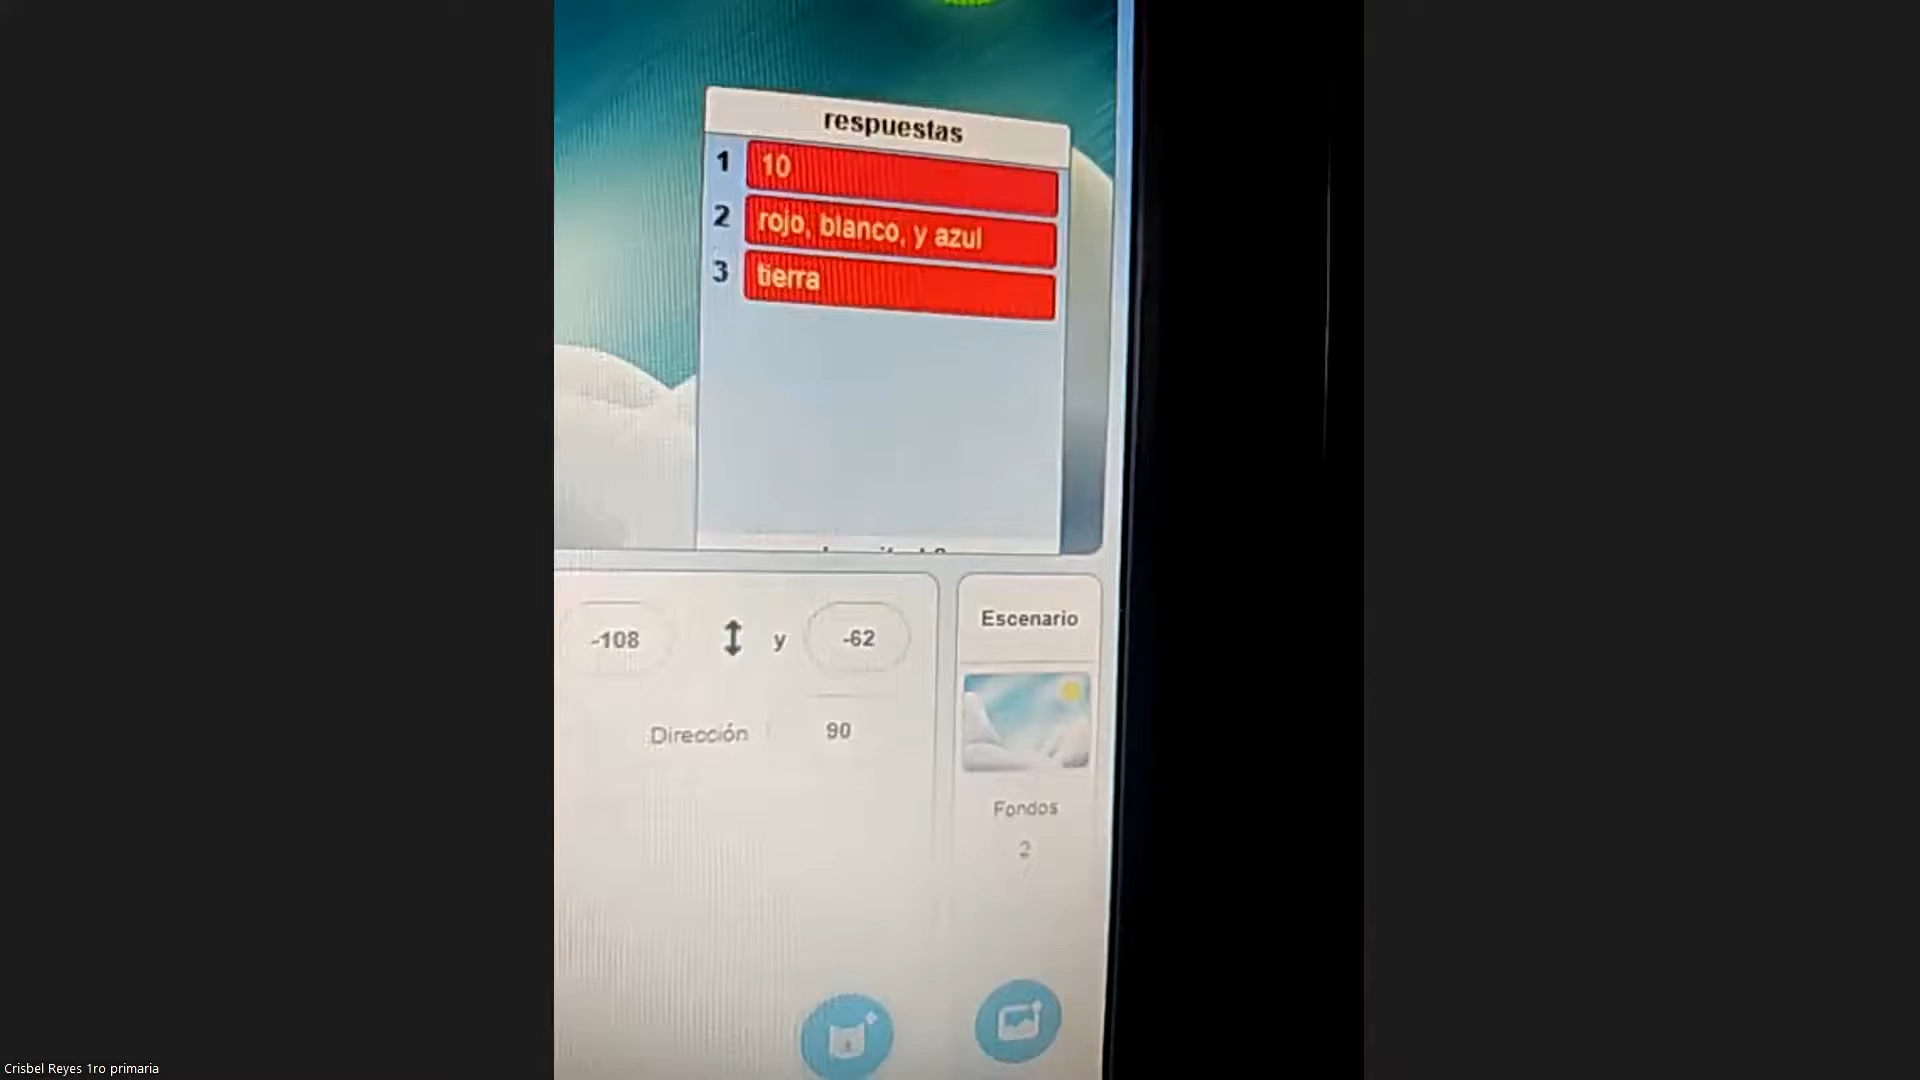 respuestas
1 10
2 rojo, blanco, y azul
3 tierra
-108 y -62
Escenario
Dirección 90
Fondos
2
Crisbel Reyes 1ro primaria